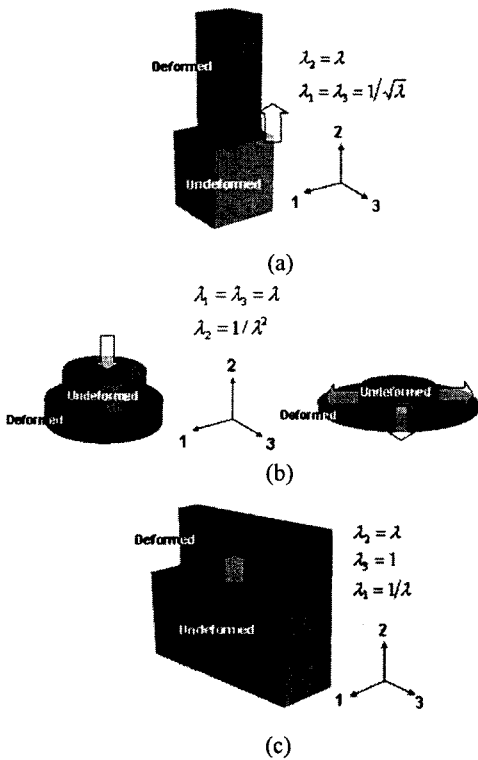 Deformed
λ₂ = λ
λ₁ = λ₃ = 1/√λ
Undeformed
2
1
3
(a)
λ₁ = λ₃ = λ
λ₂ = 1/λ²
Undeformed
Deformed
2
1
3
Undeformed
Deformed
(b)
Deformed
λ₂ = λ
λ₃ = 1
λ₁ = 1/λ
Undeformed
2
1
3
(c)